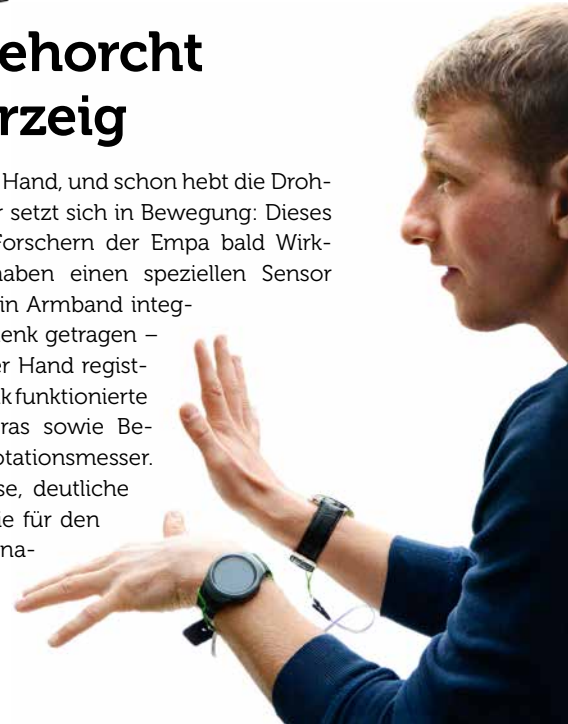 ehorcht
rzeig
Hand, und schon hebt die Droh-
r setzt sich in Bewegung: Dieses
Forschern der Empa bald Wirk-
haben einen speziellen Sensor
in Armband integ-
enk getragen –
er Hand regist-
k funktionierte
ras sowie Be-
otationsmesser.
se, deutliche
ie für den
na-